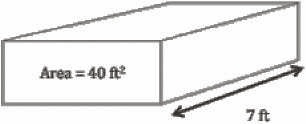 Area = 40 ft²
7 ft